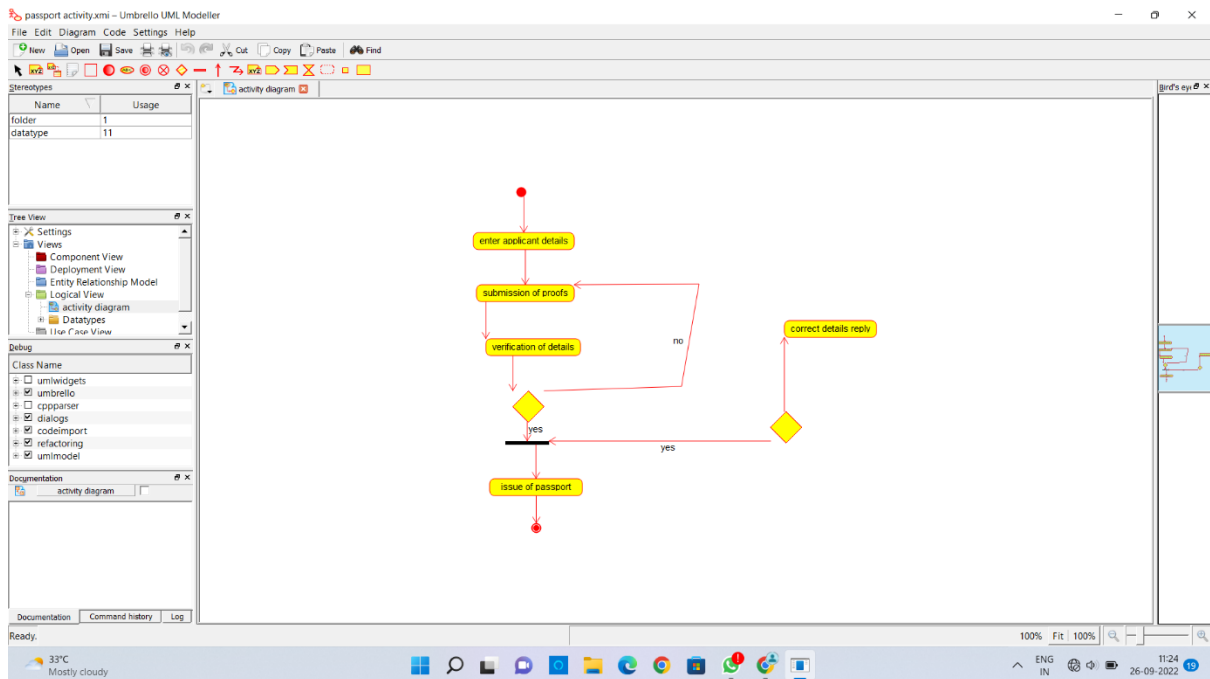 passport activity.xmi – Umbrello UML Modeller
File Edit Diagram Code Settings Help
New Open Save Cut Copy Paste Find
Stereotypes
activity diagram
Bird's eye
Name Usage
folder 1
datatype 11
Tree View
Settings
Views
Component View
Deployment View
Entity Relationship Model
Logical View
activity diagram
Datatypes
Use Case View
Debug
Class Name
umlwidgets
umbrello
cppparser
dialogs
codeimport
refactoring
umlmodel
Documentation
activity diagram
Documentation Command history Log
enter applicant details
submission of proofs
verification of details
no
correct details reply
yes
yes
issue of passport
Ready.
100% Fit 100%
33°C
Mostly cloudy
ENG
IN
11:24
26-09-2022
19